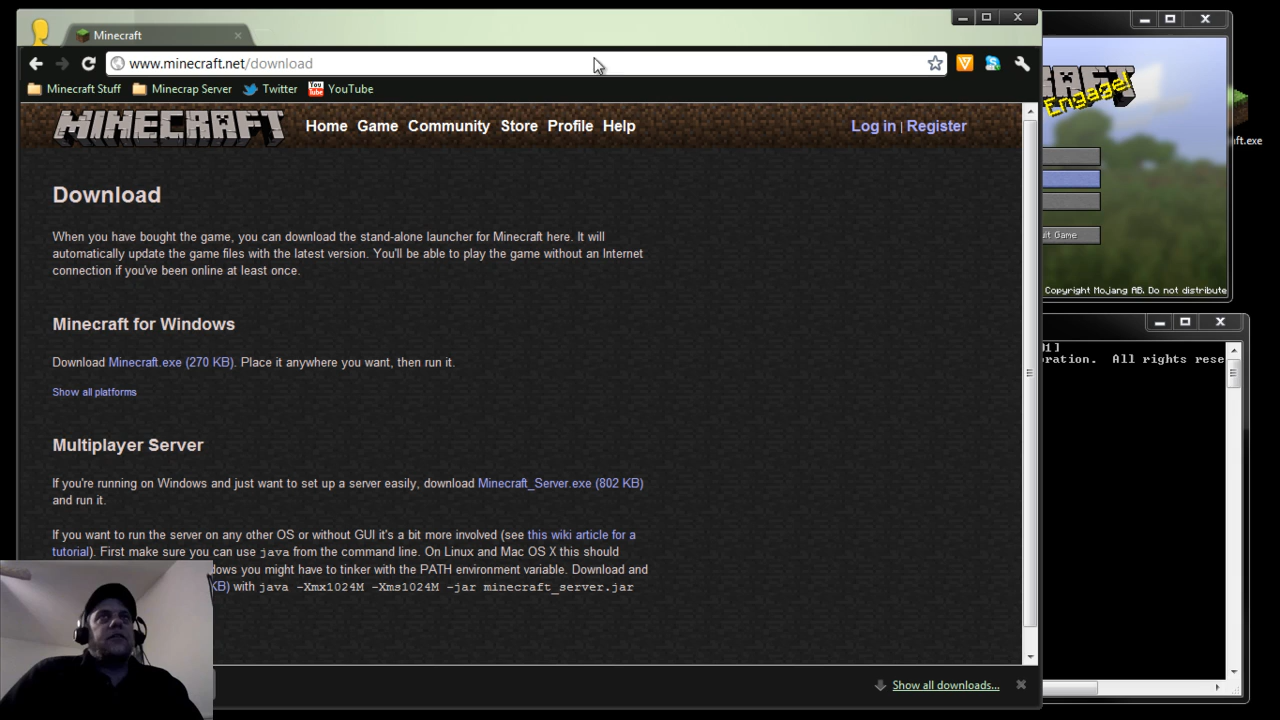 Minecraft
www.minecraft.net/download
Minecraft Stuff
Minecrap Server
Twitter
YouTube
MINECRAFT
Home Game Community Store Profile Help
Log in | Register
Download
When you have bought the game, you can download the stand-alone launcher for Minecraft here. It will
automatically update the game files with the latest version. You'll be able to play the game without an Internet
connection if you've been online at least once.
Minecraft for Windows
Download Minecraft.exe (270 KB). Place it anywhere you want, then run it.
Show all platforms
Multiplayer Server
If you're running on Windows and just want to set up a server easily, download Minecraft_Server.exe (802 KB)
and run it.
If you want to run the server on any other OS or without GUI it's a bit more involved (see this wiki article for a
tutorial). First make sure you can use java from the command line. On Linux and Mac OS X this should
dows you might have to tinker with the PATH environment variable. Download and
KB) with java -Xmx1024M -Xms1024M -jar minecraft_server.jar
Show all downloads...
RAFT
Engage!
uit Game
Copyright Mojang AB. Do not distribute
ft.exe
01]
oration. All rights rese